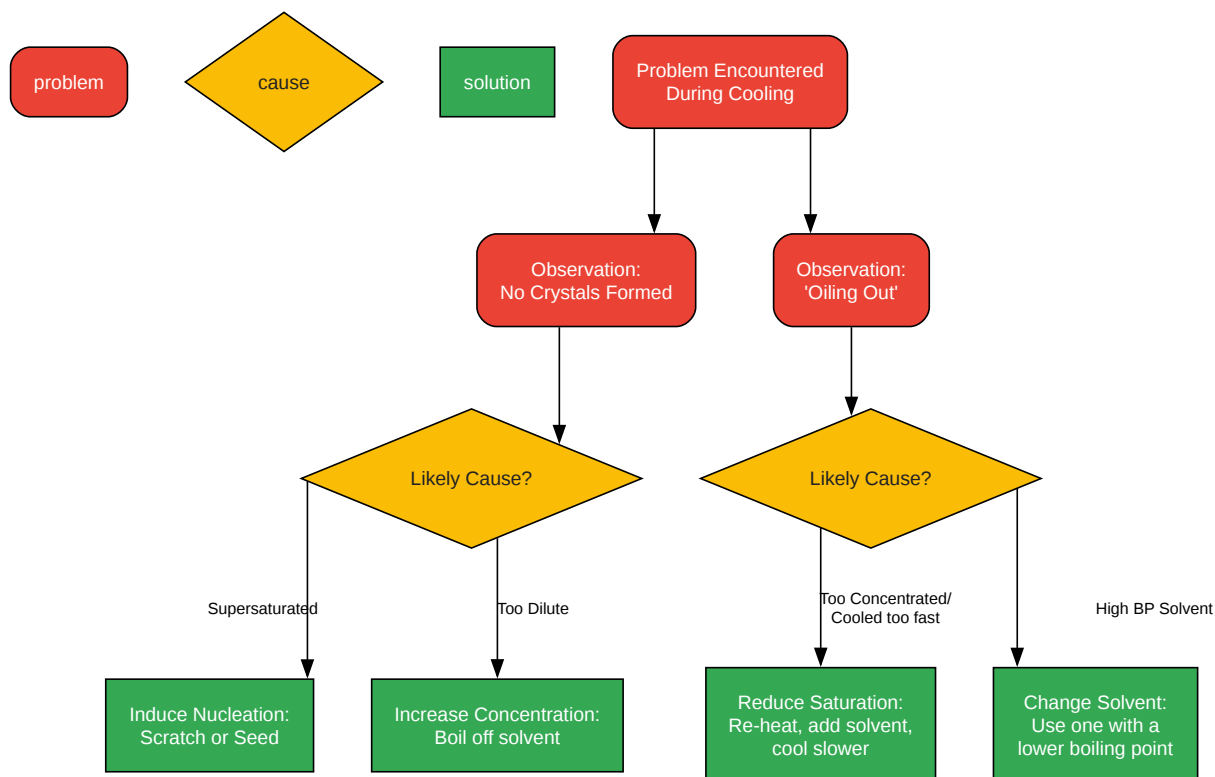 problem
cause
solution
Problem Encountered
During Cooling
Observation:
No Crystals Formed
Observation:
'Oiling Out'
Likely Cause?
Likely Cause?
Supersaturated
Too Dilute
Too Concentrated/
Cooled too fast
High BP Solvent
Induce Nucleation:
Scratch or Seed
Increase Concentration:
Boil off solvent
Reduce Saturation:
Re-heat, add solvent,
cool slower
Change Solvent:
Use one with a
lower boiling point